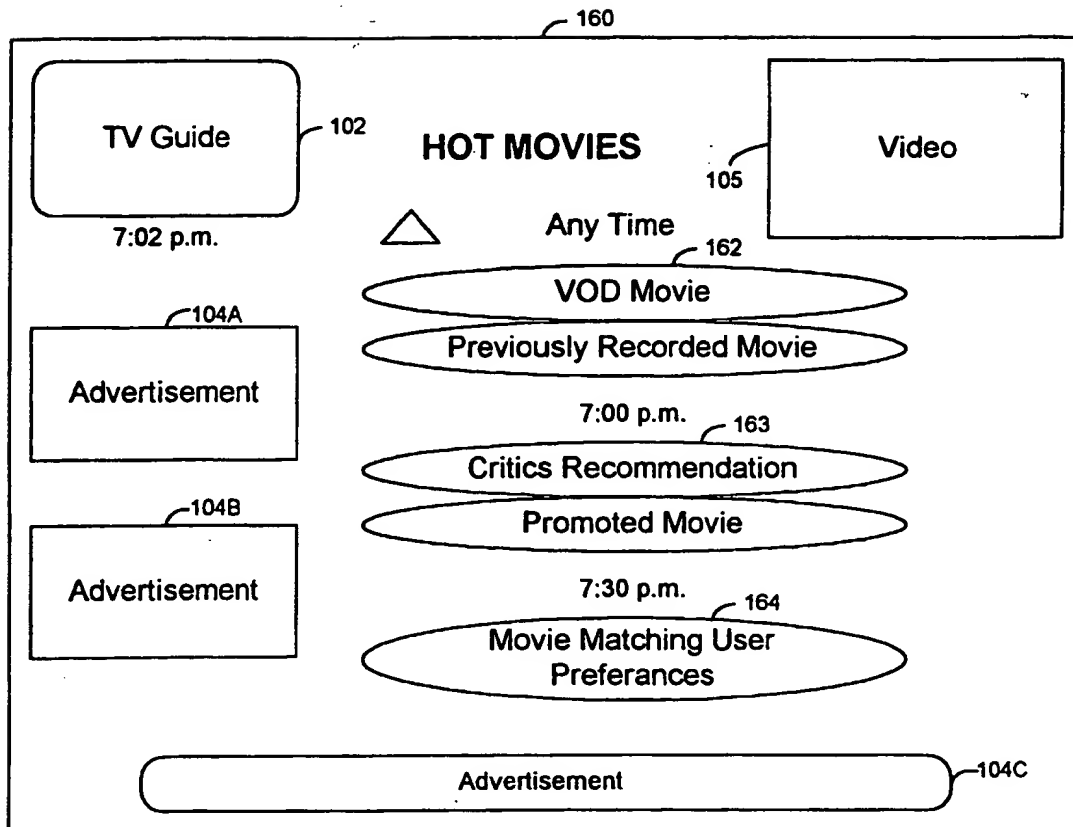 160
TV Guide
102
HOT MOVIES
Video
105
7:02 p.m.
Any Time
162
VOD Movie
Previously Recorded Movie
104A
Advertisement
7:00 p.m.
163
Critics Recommendation
Promoted Movie
104B
Advertisement
7:30 p.m.
164
Movie Matching User
Preferances
Advertisement
104C